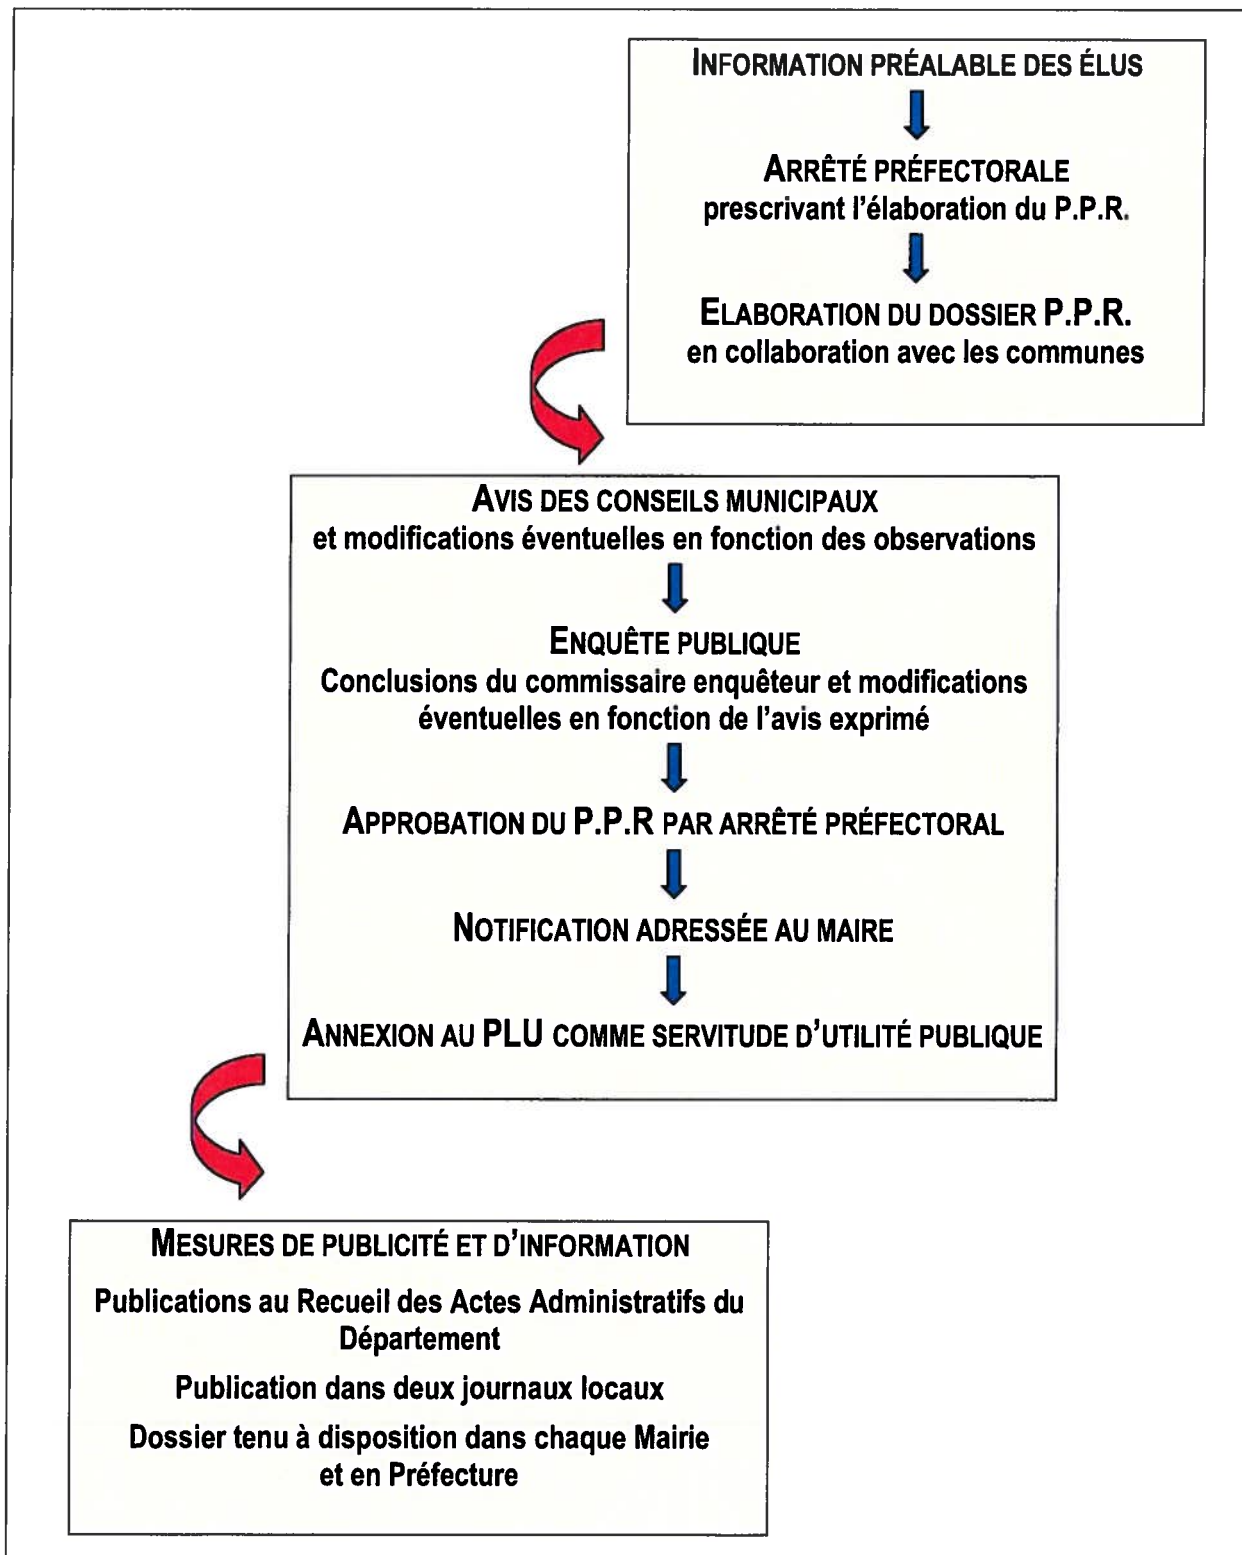 INFORMATION PRÉALABLE DES ÉLUS
ARRÊTÉ PRÉFECTORALE
prescrivant l'élaboration du P.P.R.
ELABORATION DU DOSSIER P.P.R.
en collaboration avec les communes
AVIS DES CONSEILS MUNICIPAUX
et modifications éventuelles en fonction des observations
ENQUÊTE PUBLIQUE
Conclusions du commissaire enquêteur et modifications
éventuelles en fonction de l'avis exprimé
APPROBATION DU P.P.R PAR ARRÊTÉ PRÉFECTORAL
NOTIFICATION ADRESSÉE AU MAIRE
ANNEXION AU PLU COMME SERVITUDE D'UTILITÉ PUBLIQUE
MESURES DE PUBLICITÉ ET D'INFORMATION
Publications au Recueil des Actes Administratifs du
Département
Publication dans deux journaux locaux
Dossier tenu à disposition dans chaque Mairie
et en Préfecture